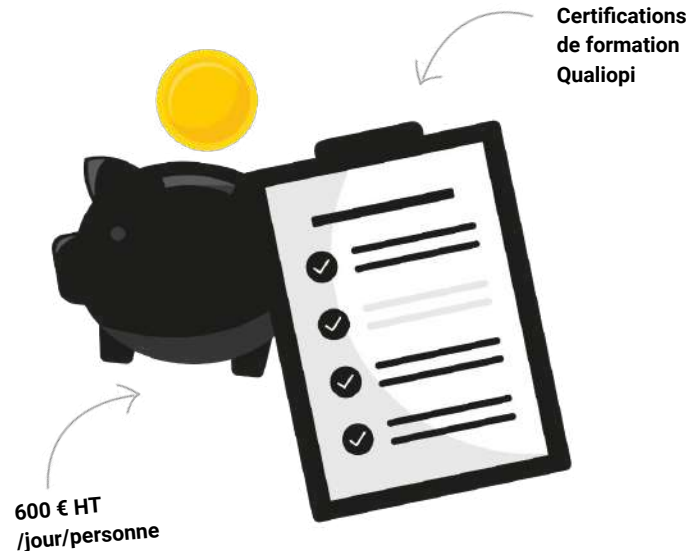 Certifications
de formation
Qualiopi
600 € HT
/jour/personne